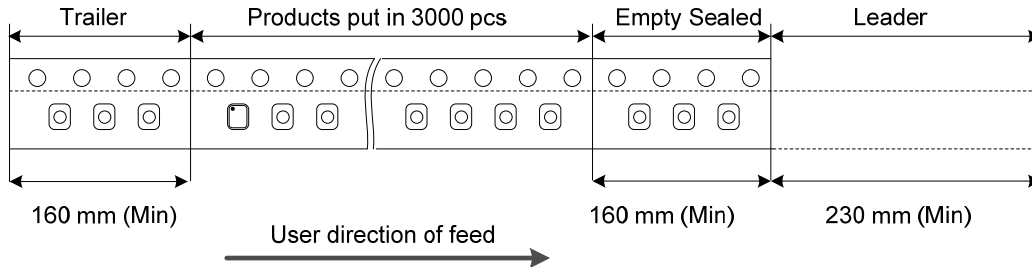 Trailer Products put in 3000 pcs Empty Sealed Leader
160 mm (Min) 160 mm (Min) 230 mm (Min)
User direction of feed